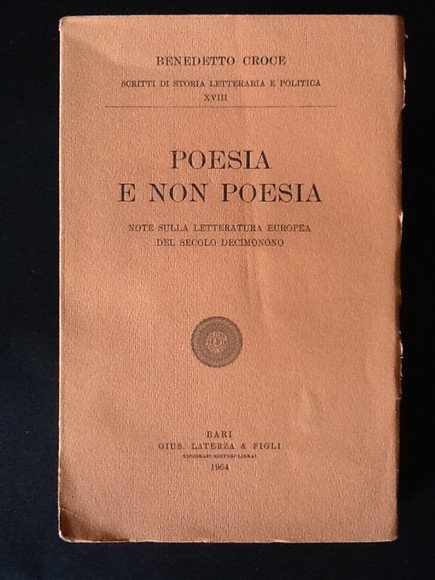 BENEDETTO CROCE
SCRITTI DI STORIA LETTERARIA E POLITICA
XVIII
POESIA
E NON POESIA
NOTE SULLA LETTERATURA EUROPEA
DEL SECOLO DECIMONONO
BARI
GIUS. LATERZA & FIGLI
TIPOGRAFI-EDITORI-LIBRAI
1964